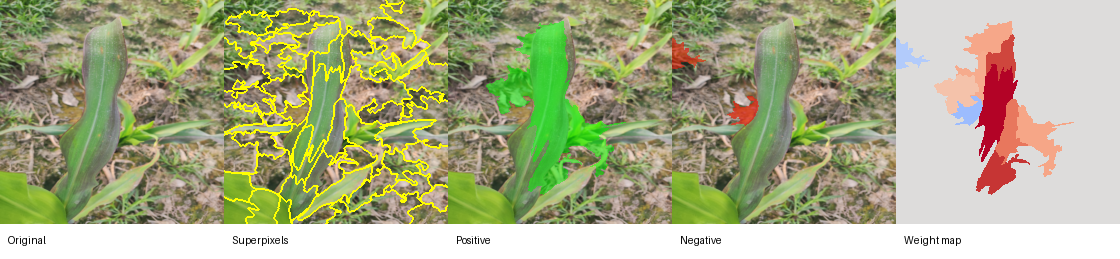 Original
Superpixels
Positive
Negative
Weight map